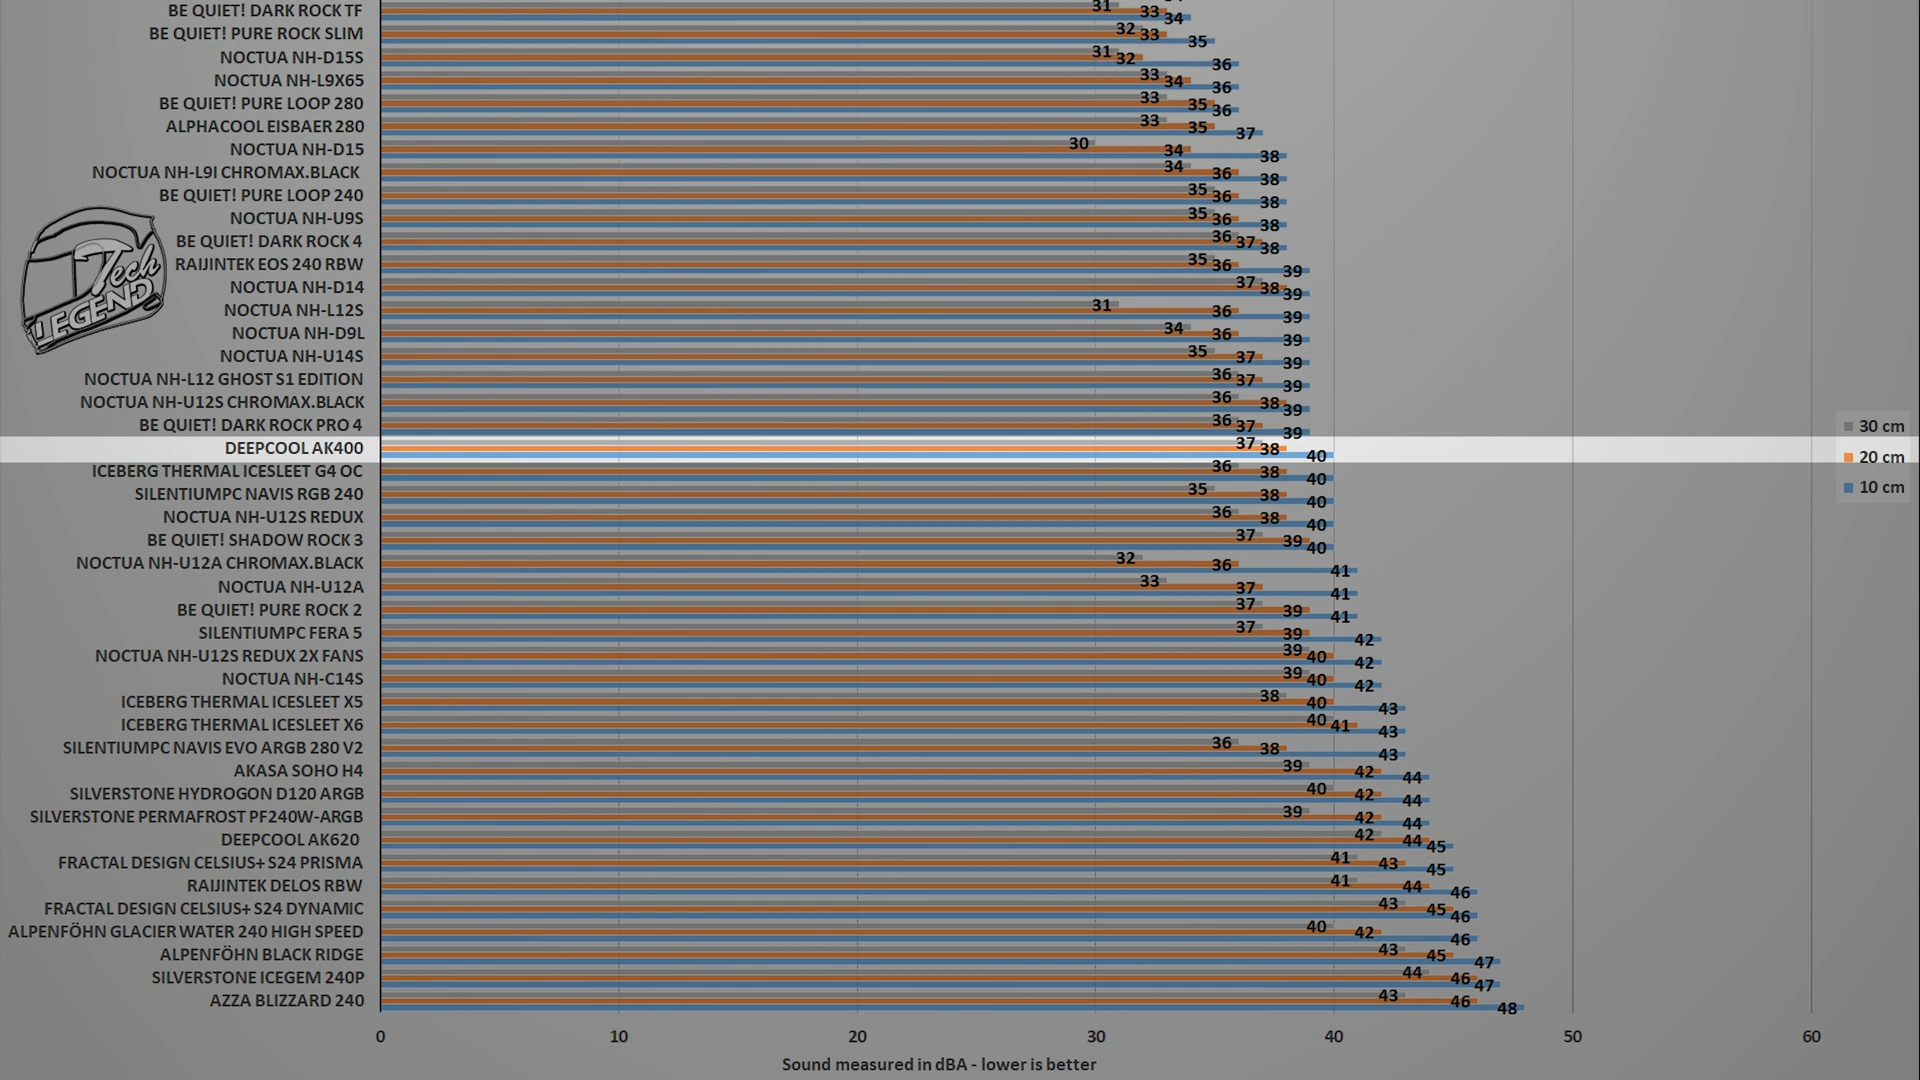 BE QUIET! DARK ROCK TF 31 33 34
BE QUIET! PURE ROCK SLIM 32 33 35
NOCTUA NH-D15S 31 32 36
NOCTUA NH-L9X65 33 34 36
BE QUIET! PURE LOOP 280 33 35 36
ALPHACOOL EISBAER 280 33 35 37
NOCTUA NH-D15 30 34 38
NOCTUA NH-L9I CHROMAX.BLACK 34 36 38
BE QUIET! PURE LOOP 240 35 36 38
NOCTUA NH-U9S 35 36 38
BE QUIET! DARK ROCK 4 36 37 38
RAIJINTEK EOS 240 RBW 35 36 39
NOCTUA NH-D14 37 38 39
NOCTUA NH-L12S 31 36 39
NOCTUA NH-D9L 34 36 39
NOCTUA NH-U14S 35 37 39
NOCTUA NH-L12 GHOST S1 EDITION 36 37 39
NOCTUA NH-U12S CHROMAX.BLACK 36 38 39
BE QUIET! DARK ROCK PRO 4 36 37 39
DEEPCOOL AK400 37 38 40
ICEBERG THERMAL ICESLEET G4 OC 36 38 40
SILENTIUMPC NAVIS RGB 240 35 38 40
NOCTUA NH-U12S REDUX 36 38 40
BE QUIET! SHADOW ROCK 3 37 39 40
NOCTUA NH-U12A CHROMAX.BLACK 32 36 41
NOCTUA NH-U12A 33 37 41
BE QUIET! PURE ROCK 2 37 39 41
SILENTIUMPC FERA 5 37 39 42
NOCTUA NH-U12S REDUX 2X FANS 39 40 42
NOCTUA NH-C14S 39 40 42
ICEBERG THERMAL ICESLEET X5 38 40 43
ICEBERG THERMAL ICESLEET X6 40 41 43
SILENTIUMPC NAVIS EVO ARGB 280 V2 36 38 43
AKASA SOHO H4 39 42 44
SILVERSTONE HYDROGON D120 ARGB 40 42 44
SILVERSTONE PERMAFROST PF240W-ARGB 39 42 44
DEEPCOOL AK620 42 44 45
FRACTAL DESIGN CELSIUS+ S24 PRISMA 41 43 45
RAIJINTEK DELOS RBW 41 44 46
FRACTAL DESIGN CELSIUS+ S24 DYNAMIC 43 45 46
ALPENFÖHN GLACIER WATER 240 HIGH SPEED 40 42 46
ALPENFÖHN BLACK RIDGE 43 45 47
SILVERSTONE ICEGEM 240P 44 46 47
AZZA BLIZZARD 240 43 46 48
0 10 20 30 40 50 60
Sound measured in dBA - lower is better
30 cm
20 cm
10 cm
Tech
LEGEND